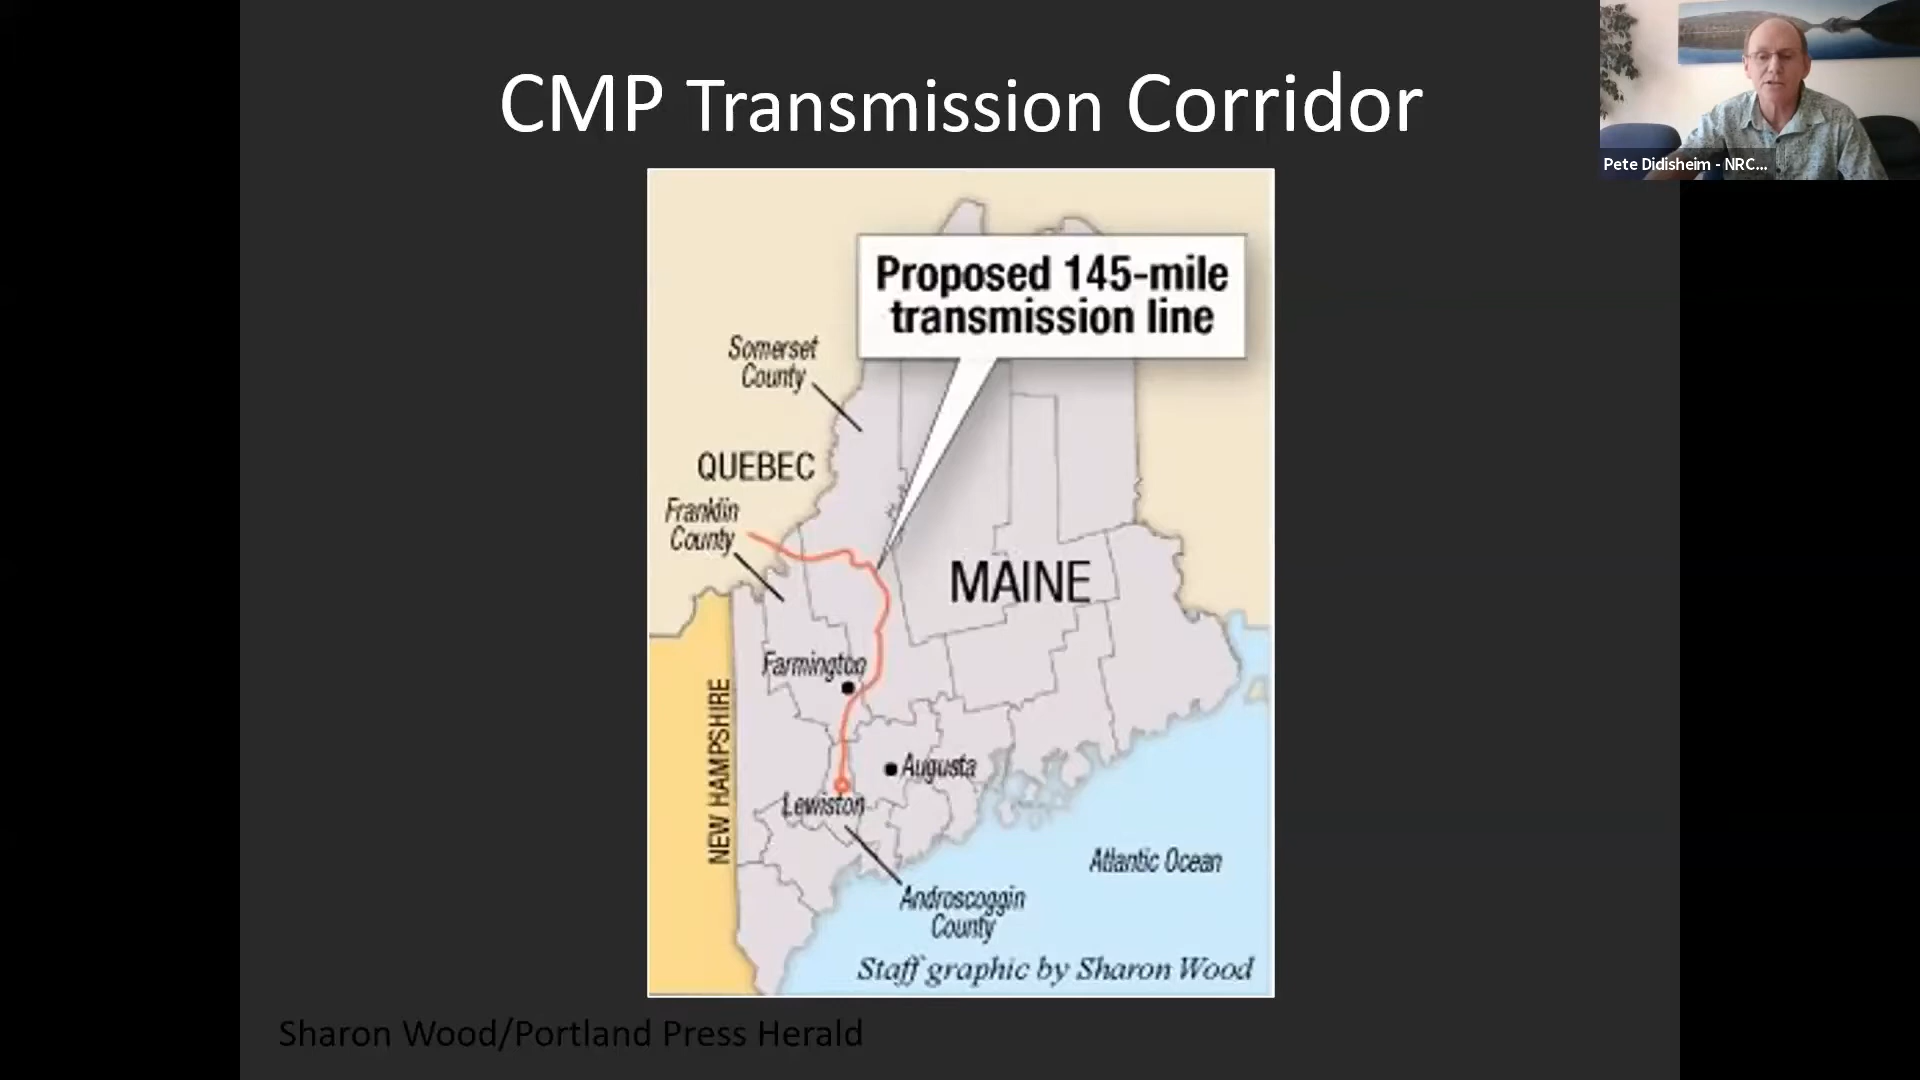 CMP Transmission Corridor
Pete Didisheim - NRC...
Proposed 145-mile
transmission line
Somerset
County
QUEBEC
Franklin
County
MAINE
Farmington
NEW HAMPSHIRE
Augusta
Lewiston
Atlantic Ocean
Androscoggin
County
Staff graphic by Sharon Wood
Sharon Wood/Portland Press Herald